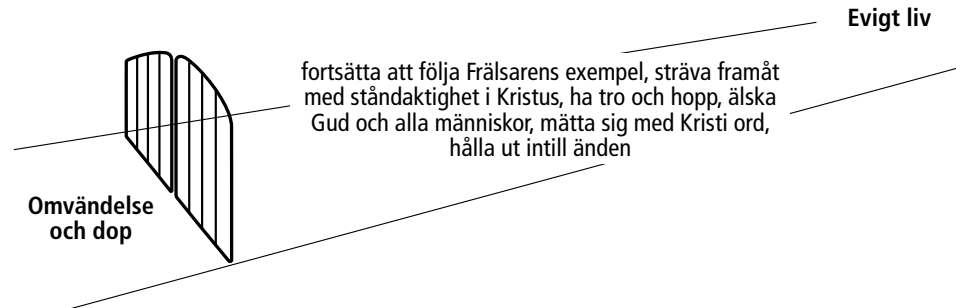 Evigt liv
fortsätta att följa Frälsarens exempel, sträva framåt
med ståndaktighet i Kristus, ha tro och hopp, älska
Gud och alla människor, mätta sig med Kristi ord,
hålla ut intill änden
Omvändelse
och dop